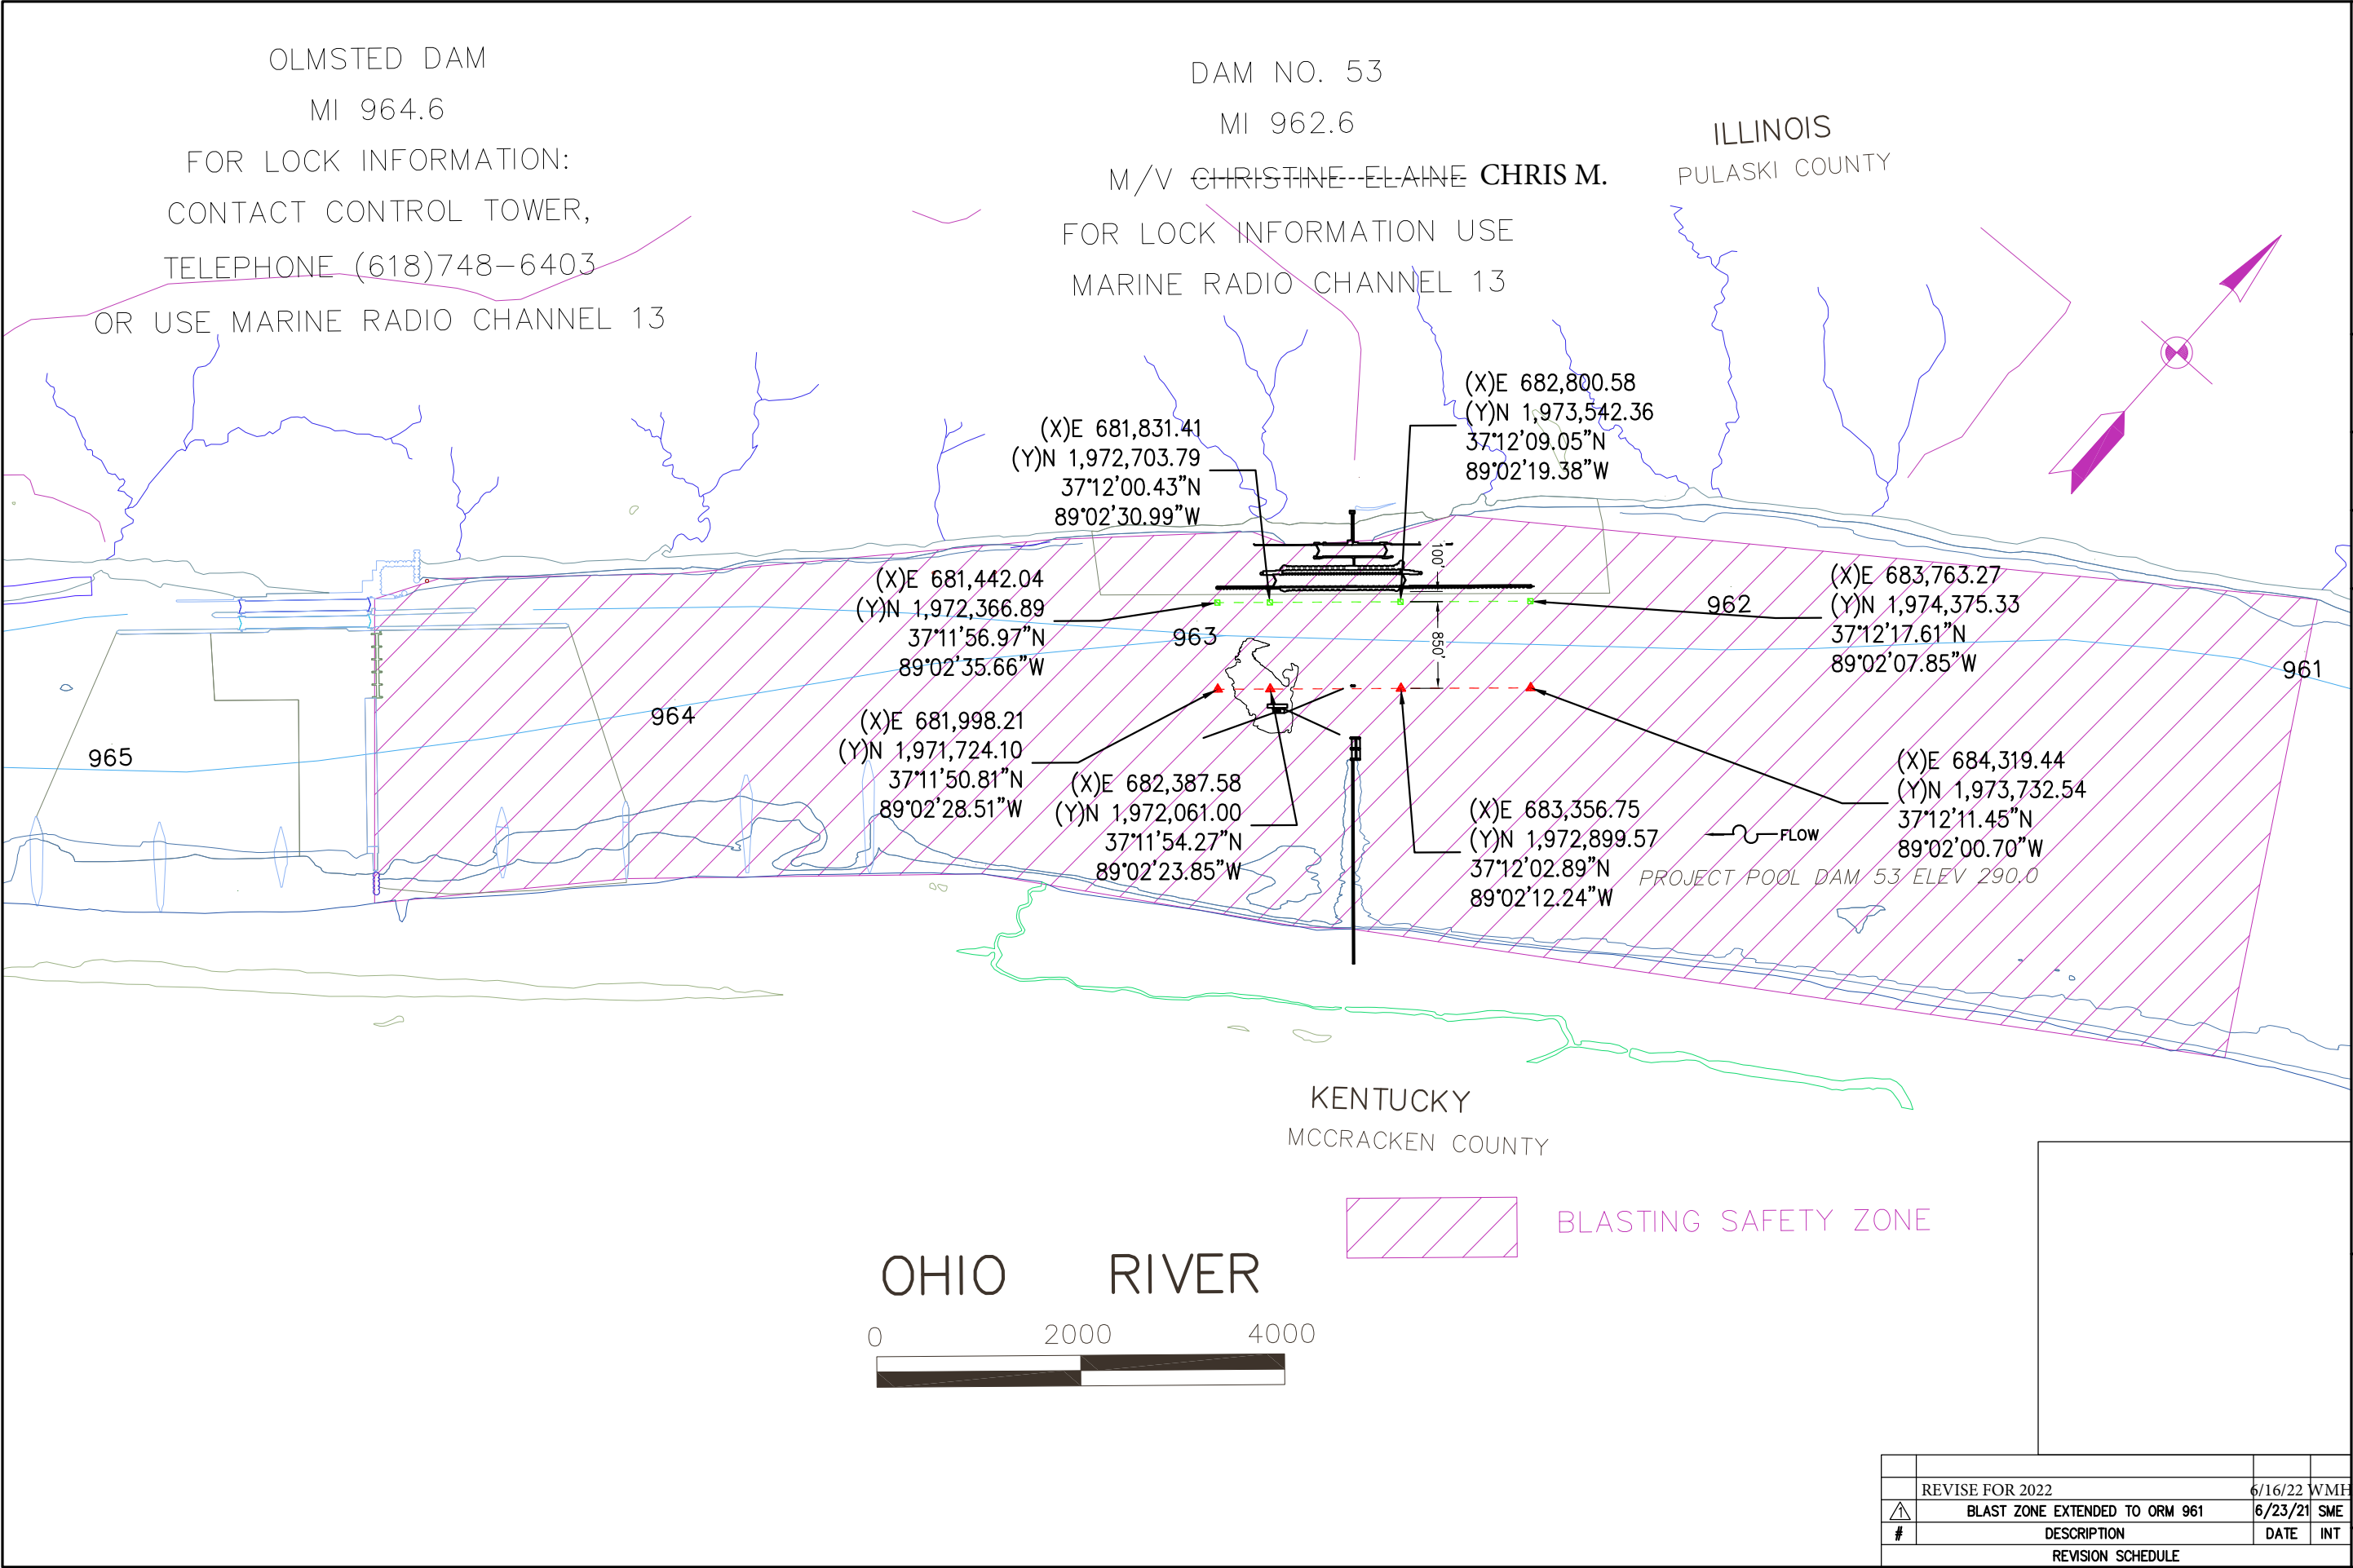 OLMSTED DAM
MI 964.6
FOR LOCK INFORMATION:
CONTACT CONTROL TOWER,
TELEPHONE (618)748-6403
OR USE MARINE RADIO CHANNEL 13
DAM NO. 53
MI 962.6
M/V CHRISTINE ELAINE CHRIS M.
FOR LOCK INFORMATION USE
MARINE RADIO CHANNEL 13
ILLINOIS
PULASKI COUNTY
(X)E 681,831.41
(Y)N 1,972,703.79
37°12'00.43"N
89°02'30.99"W
(X)E 682,800.58
(Y)N 1,973,542.36
37°12'09.05"N
89°02'19.38"W
(X)E 681,442.04
(Y)N 1,972,366.89
37°11'56.97"N
89°02'35.66"W
100'
850'
(X)E 683,763.27
(Y)N 1,974,375.33
37°12'17.61"N
89°02'07.85"W
962
963
961
964
965
(X)E 681,998.21
(Y)N 1,971,724.10
37°11'50.81"N
89°02'28.51"W
(X)E 682,387.58
(Y)N 1,972,061.00
37°11'54.27"N
89°02'23.85"W
(X)E 683,356.75
(Y)N 1,972,899.57
37°12'02.89"N
89°02'12.24"W
(X)E 684,319.44
(Y)N 1,973,732.54
37°12'11.45"N
89°02'00.70"W
FLOW
PROJECT POOL DAM 53 ELEV 290.0
KENTUCKY
MCCRACKEN COUNTY
BLASTING SAFETY ZONE
OHIO RIVER
0 2000 4000
REVISE FOR 2022 6/16/22 WMH
1 BLAST ZONE EXTENDED TO ORM 961 6/23/21 SME
# DESCRIPTION DATE INT
REVISION SCHEDULE